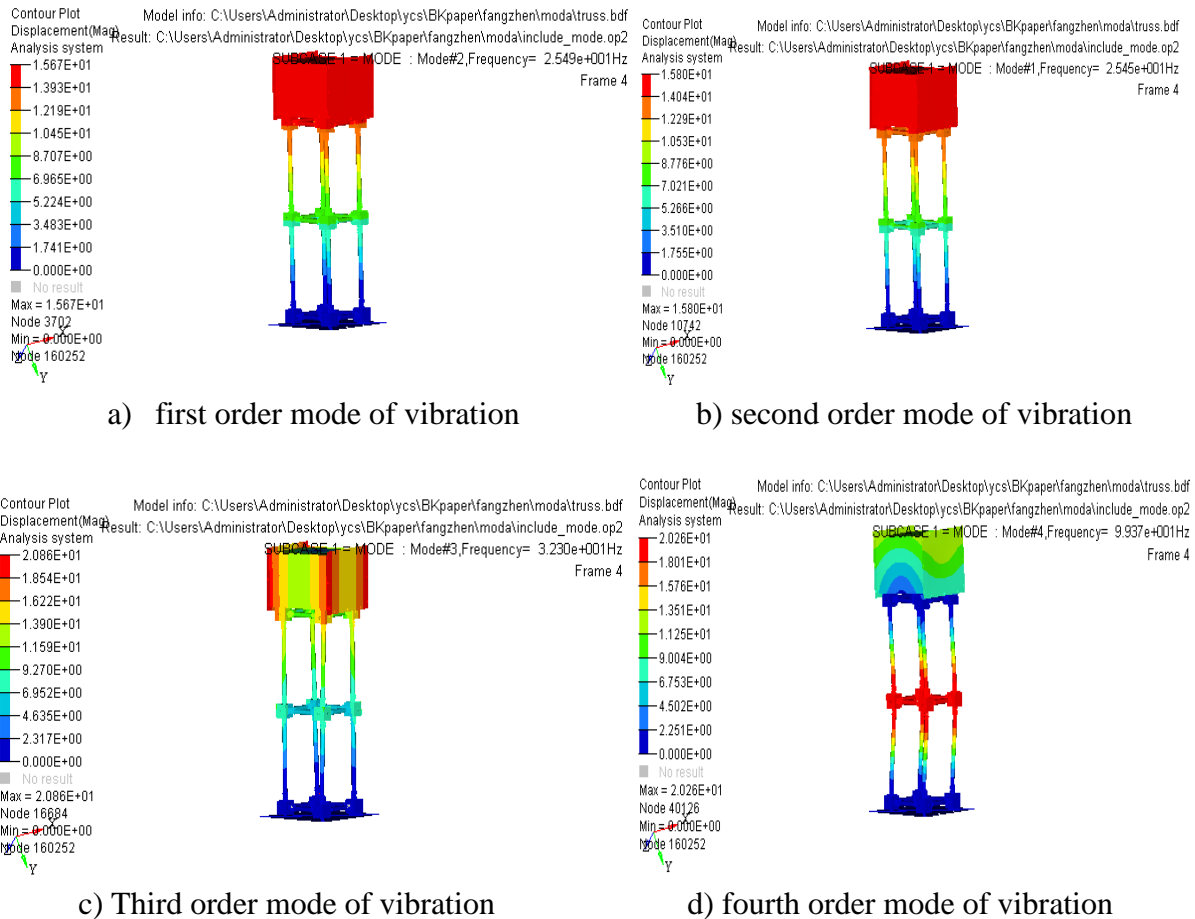 Contour Plot
Displacement(Mag)
Analysis system
Model info: C:\Users\Administrator\Desktop\ycs\BKpaper\fangzhen\moda\truss.bdf
Result: C:\Users\Administrator\Desktop\ycs\BKpaper\fangzhen\moda\include_mode.op2
SUBCASE 1 = MODE : Mode#2,Frequency= 2.549e+001Hz
Frame 4
1.567E+01
1.393E+01
1.219E+01
1.045E+01
8.707E+00
6.965E+00
5.224E+00
3.483E+00
1.741E+00
0.000E+00
No result
Max = 1.567E+01
Node 3702
Min = 0.000E+00
Node 160252
X
Z
Y
a) first order mode of vibration
Contour Plot
Displacement(Mag)
Analysis system
Model info: C:\Users\Administrator\Desktop\ycs\BKpaper\fangzhen\moda\truss.bdf
Result: C:\Users\Administrator\Desktop\ycs\BKpaper\fangzhen\moda\include_mode.op2
SUBCASE 1 = MODE : Mode#1,Frequency= 2.545e+001Hz
Frame 4
1.580E+01
1.404E+01
1.229E+01
1.053E+01
8.776E+00
7.021E+00
5.266E+00
3.510E+00
1.755E+00
0.000E+00
No result
Max = 1.580E+01
Node 10742
Min = 0.000E+00
Node 160252
X
Z
Y
b) second order mode of vibration
Contour Plot
Displacement(Mag)
Analysis system
Model info: C:\Users\Administrator\Desktop\ycs\BKpaper\fangzhen\moda\truss.bdf
Result: C:\Users\Administrator\Desktop\ycs\BKpaper\fangzhen\moda\include_mode.op2
SUBCASE 1 = MODE : Mode#3,Frequency= 3.230e+001Hz
Frame 4
2.086E+01
1.854E+01
1.622E+01
1.390E+01
1.159E+01
9.270E+00
6.952E+00
4.635E+00
2.317E+00
0.000E+00
No result
Max = 2.086E+01
Node 16684
Min = 0.000E+00
Node 160252
X
Z
Y
c) Third order mode of vibration
Contour Plot
Displacement(Mag)
Analysis system
Model info: C:\Users\Administrator\Desktop\ycs\BKpaper\fangzhen\moda\truss.bdf
Result: C:\Users\Administrator\Desktop\ycs\BKpaper\fangzhen\moda\include_mode.op2
SUBCASE 1 = MODE : Mode#4,Frequency= 9.937e+001Hz
Frame 4
2.026E+01
1.801E+01
1.576E+01
1.351E+01
1.125E+01
9.004E+00
6.753E+00
4.502E+00
2.251E+00
0.000E+00
No result
Max = 2.026E+01
Node 40126
Min = 0.000E+00
Node 160252
X
Z
Y
d) fourth order mode of vibration